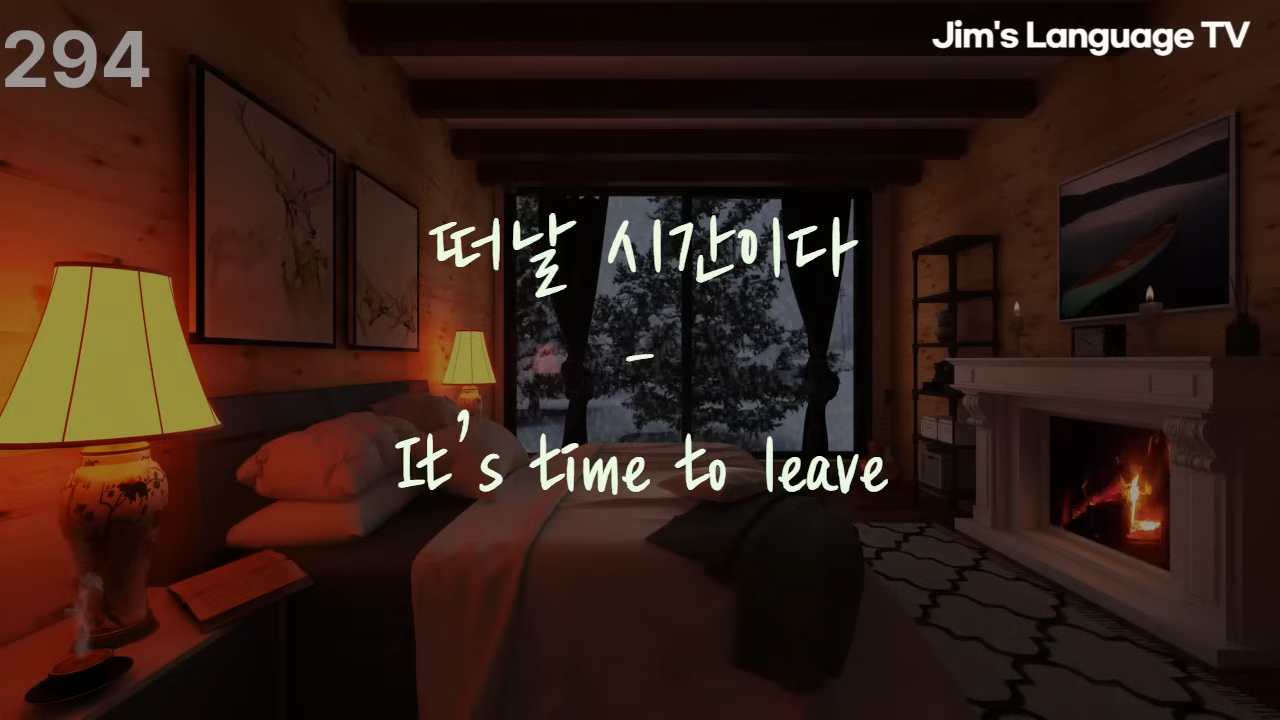 294
Jim's Language TV
떠날 시간이다
-
It's time to leave